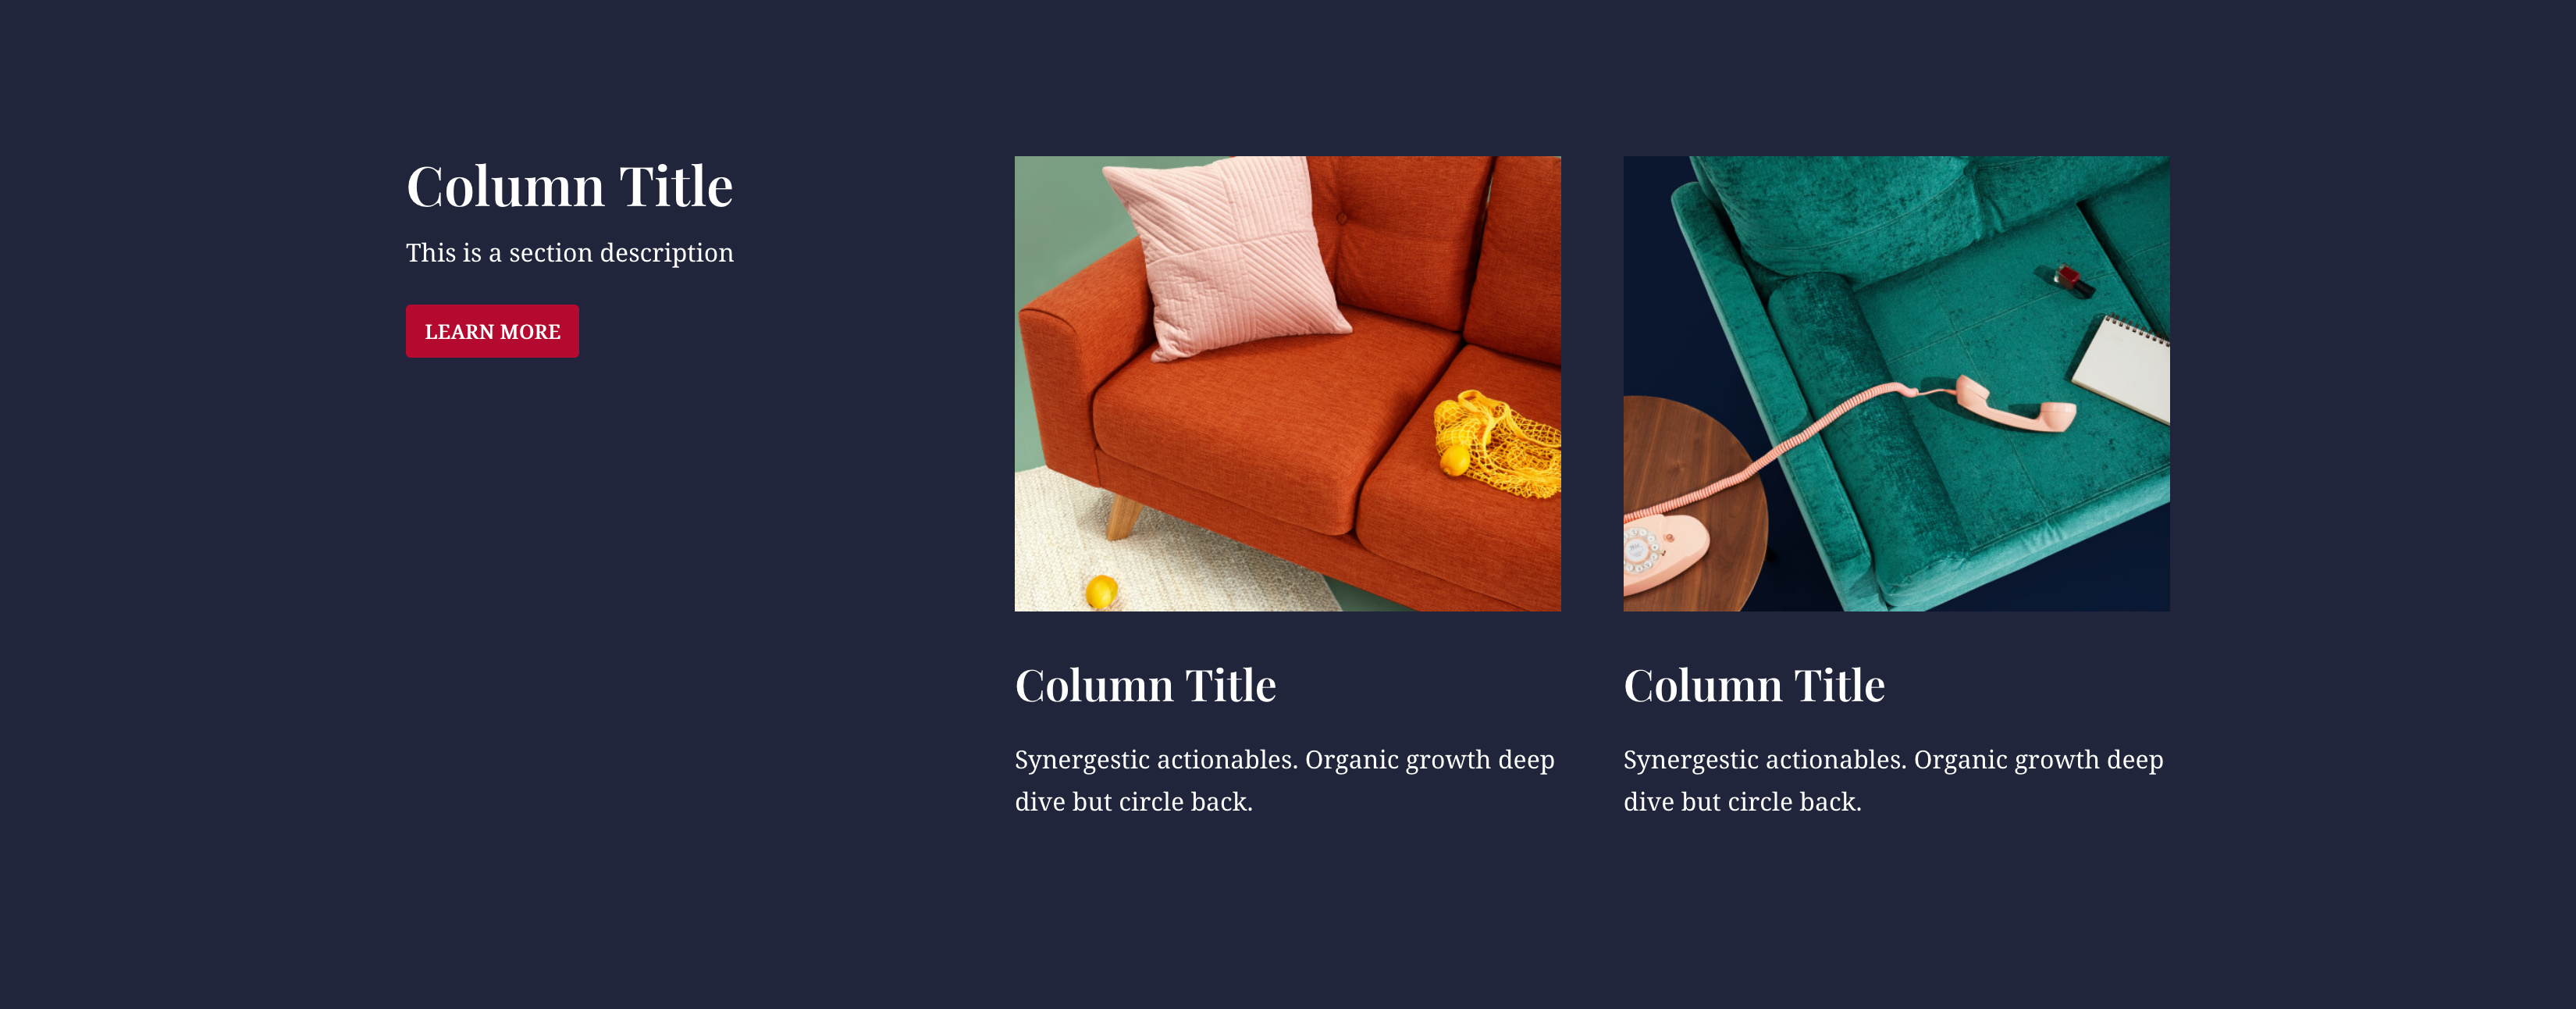 Column Title
This is a section description
LEARN MORE
Column Title
Synergestic actionables. Organic growth deep
dive but circle back.
Column Title
Synergestic actionables. Organic growth deep
dive but circle back.